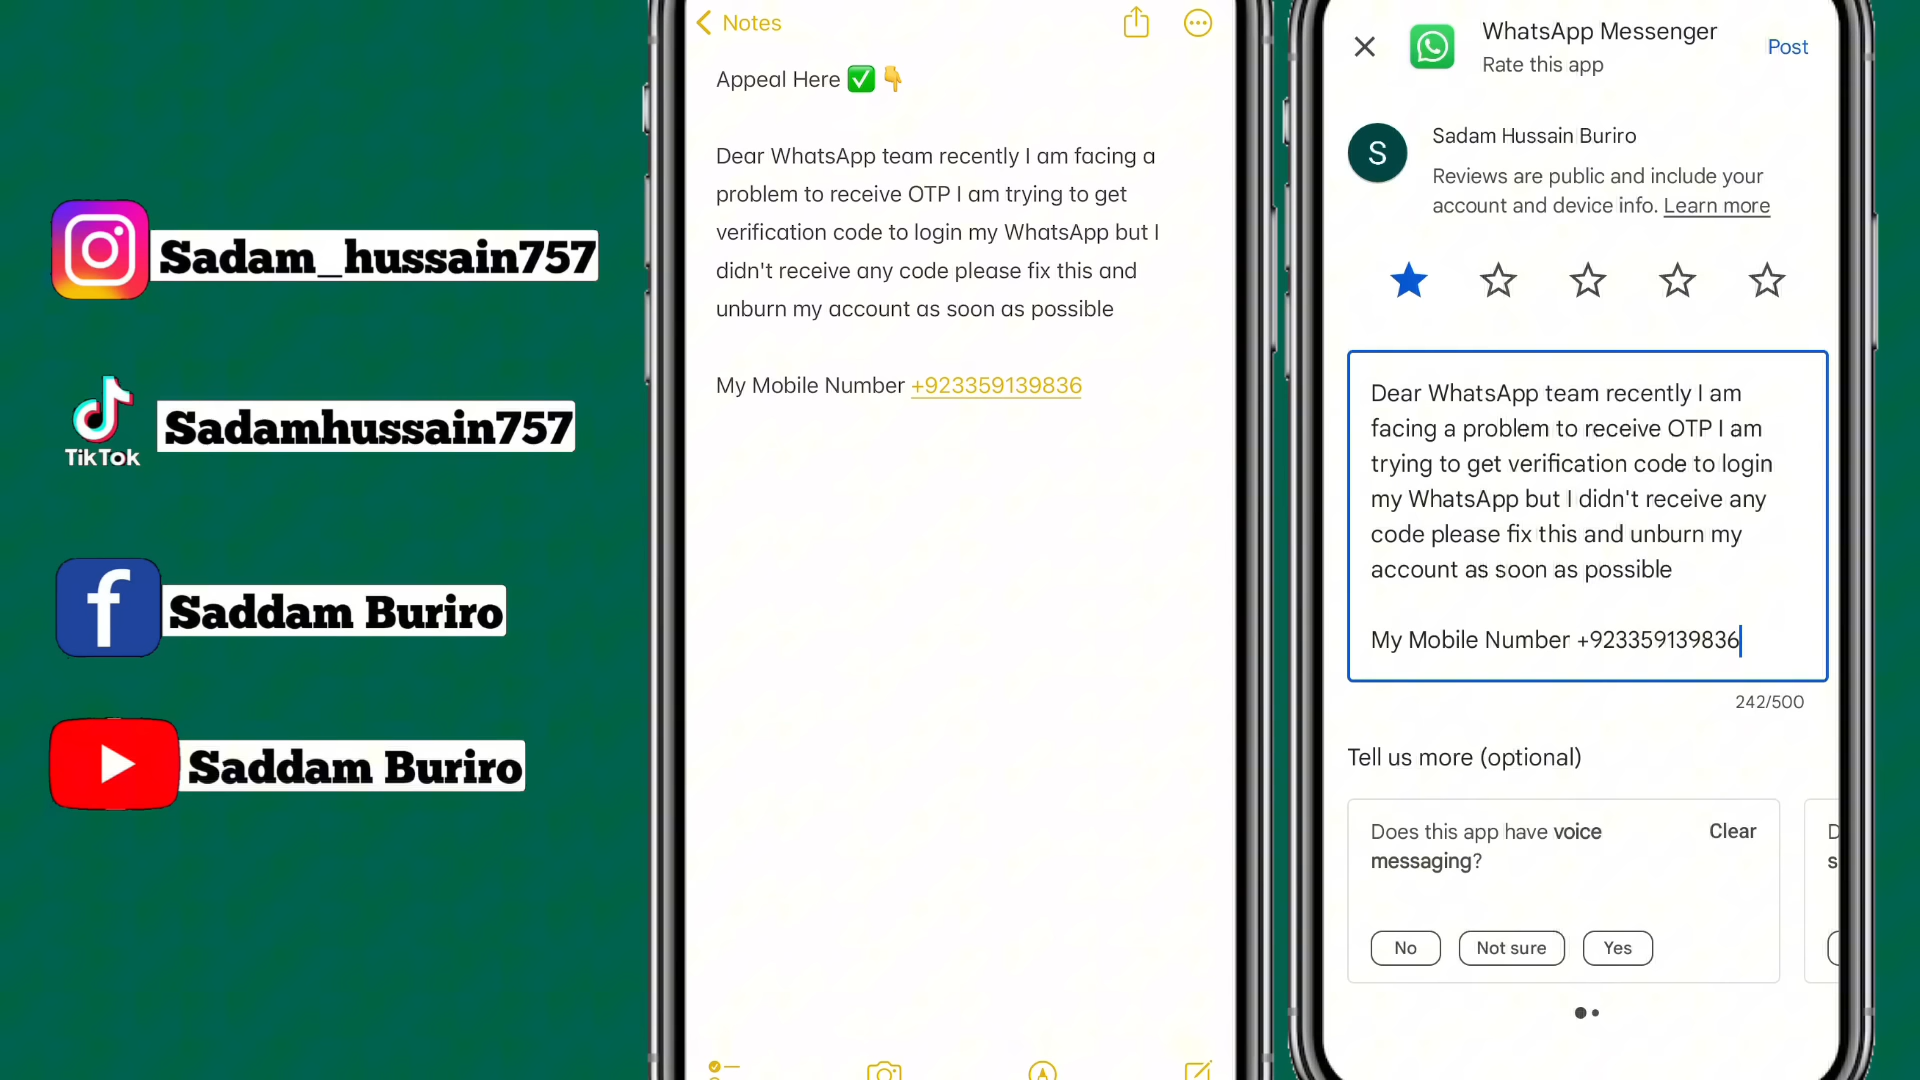 Sadam_hussain757
TikTok
Sadamhussain757
Saddam Buriro
Saddam Buriro
Notes
Appeal Here ✅👇
Dear WhatsApp team recently I am facing a
problem to receive OTP I am trying to get
verification code to login my WhatsApp but I
didn't receive any code please fix this and
unburn my account as soon as possible
My Mobile Number +923359139836
WhatsApp Messenger
Rate this app
Post
S
Sadam Hussain Buriro
Reviews are public and include your
account and device info. Learn more
Dear WhatsApp team recently I am
facing a problem to receive OTP I am
trying to get verification code to login
my WhatsApp but I didn't receive any
code please fix this and unburn my
account as soon as possible
My Mobile Number +923359139836
242/500
Tell us more (optional)
Does this app have voice
messaging?
Clear
No
Not sure
Yes